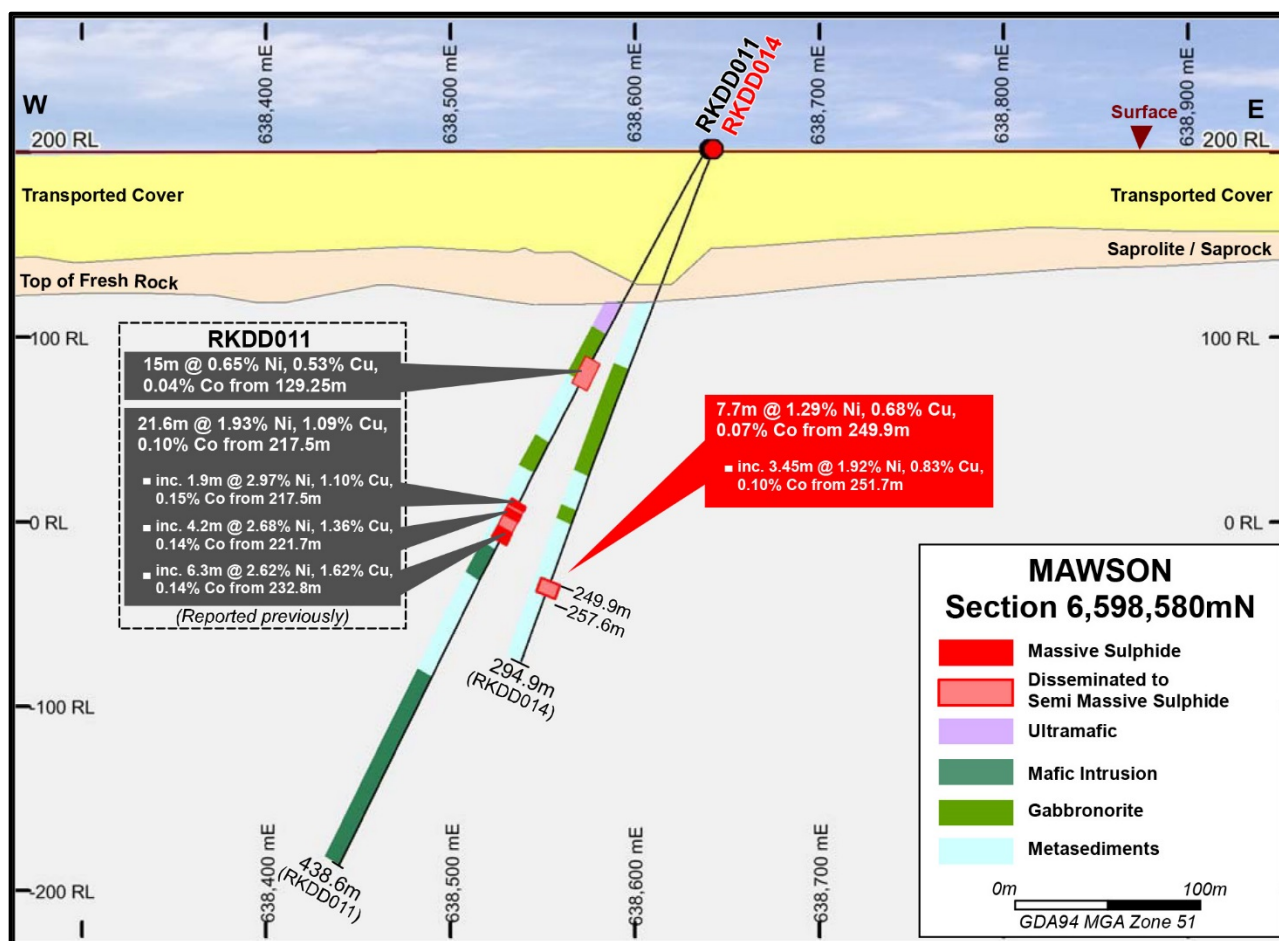 638,400 mE
638,500 mE
638,600 mE
638,700 mE
638,800 mE
638,900 mE
RKDD011
RKDD014
W
E
Surface
200 RL
200 RL
Transported Cover
Transported Cover
Saprolite / Saprock
Top of Fresh Rock
100 RL
100 RL
RKDD011
15m @ 0.65% Ni, 0.53% Cu,
0.04% Co from 129.25m
21.6m @ 1.93% Ni, 1.09% Cu,
0.10% Co from 217.5m
inc. 1.9m @ 2.97% Ni, 1.10% Cu,
0.15% Co from 217.5m
inc. 4.2m @ 2.68% Ni, 1.36% Cu,
0.14% Co from 221.7m
inc. 6.3m @ 2.62% Ni, 1.62% Cu,
0.14% Co from 232.8m
(Reported previously)
7.7m @ 1.29% Ni, 0.68% Cu,
0.07% Co from 249.9m
inc. 3.45m @ 1.92% Ni, 0.83% Cu,
0.10% Co from 251.7m
0 RL
0 RL
249.9m
257.6m
294.9m
(RKDD014)
-100 RL
438.6m
(RKDD011)
-200 RL
638,400 mE
638,500 mE
638,600 mE
638,700 mE
MAWSON
Section 6,598,580mN
Massive Sulphide
Disseminated to
Semi Massive Sulphide
Ultramafic
Mafic Intrusion
Gabbronorite
Metasediments
0m 100m
GDA94 MGA Zone 51